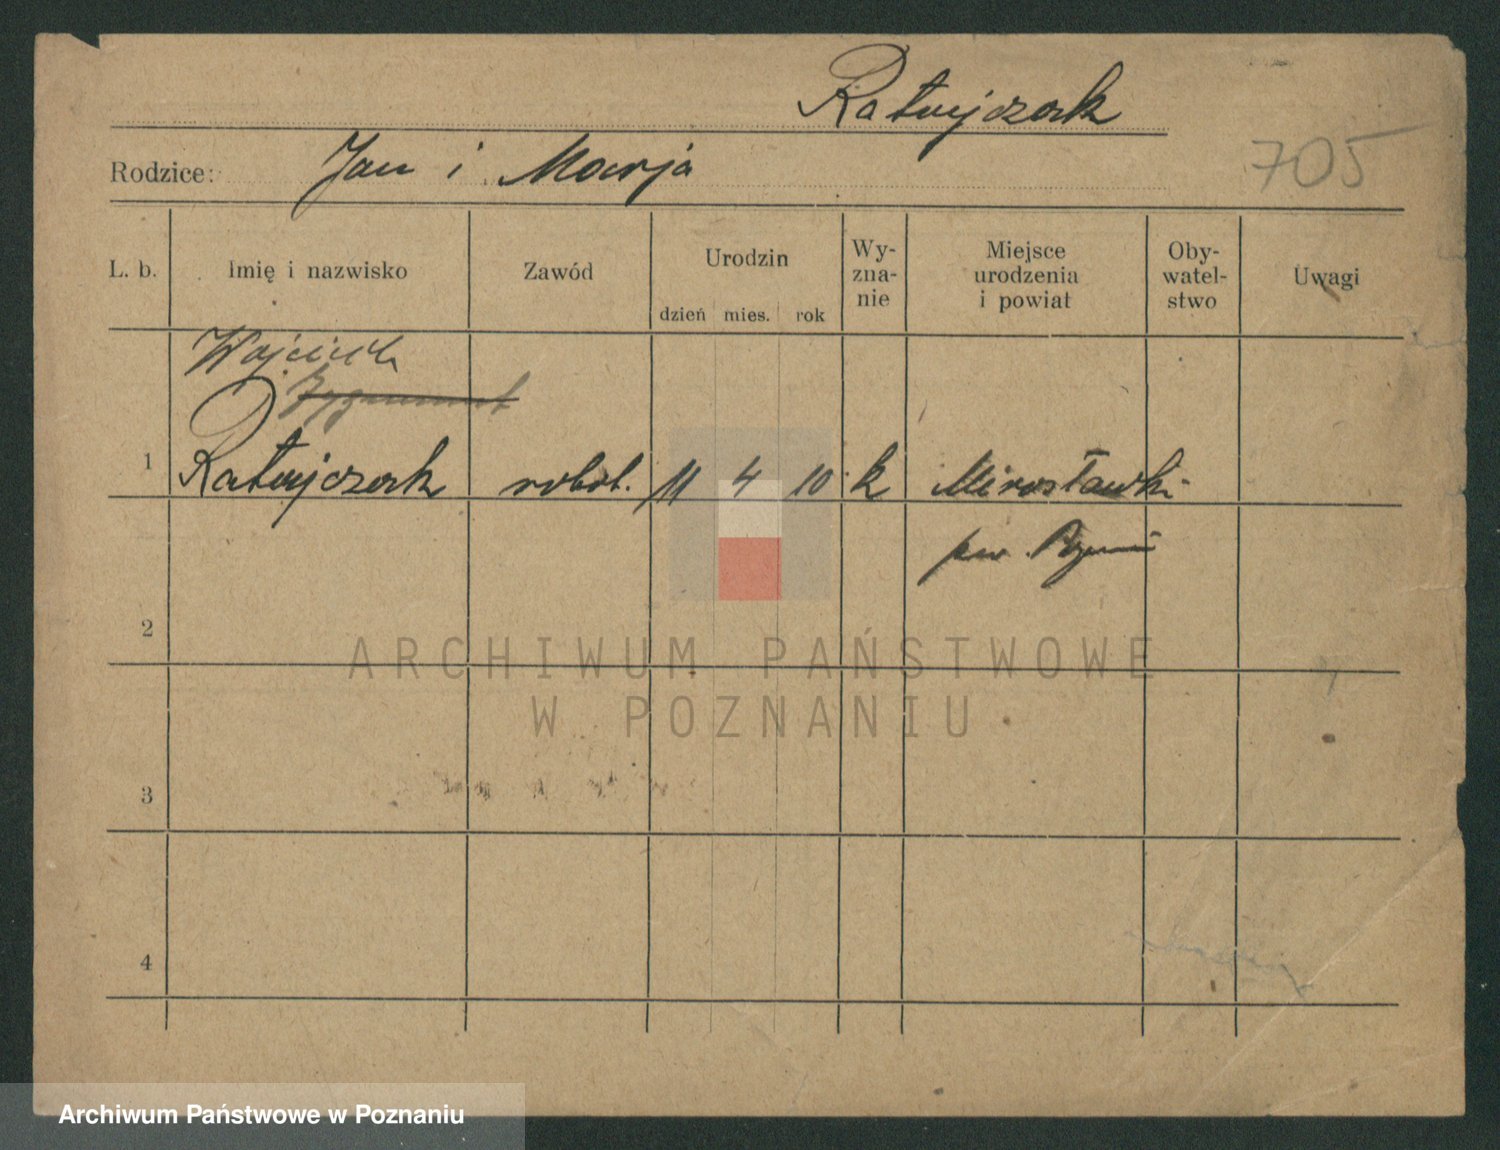 Ratajczak
Rodzice: Jan i Marja
705
L. b. Imię i nazwisko Zawód Urodzin dzień mies. rok Wy-zna-nie Miejsce urodzenia i powiat Oby-watel-stwo Uwagi
Wojciech
Zygmunt
1 Ratajczak robot. 11 4 10 k Mirosławki
pow.
2
ARCHIWUM PAŃSTWOWE
W POZNANIU
3
4
Archiwum Państwowe w Poznaniu